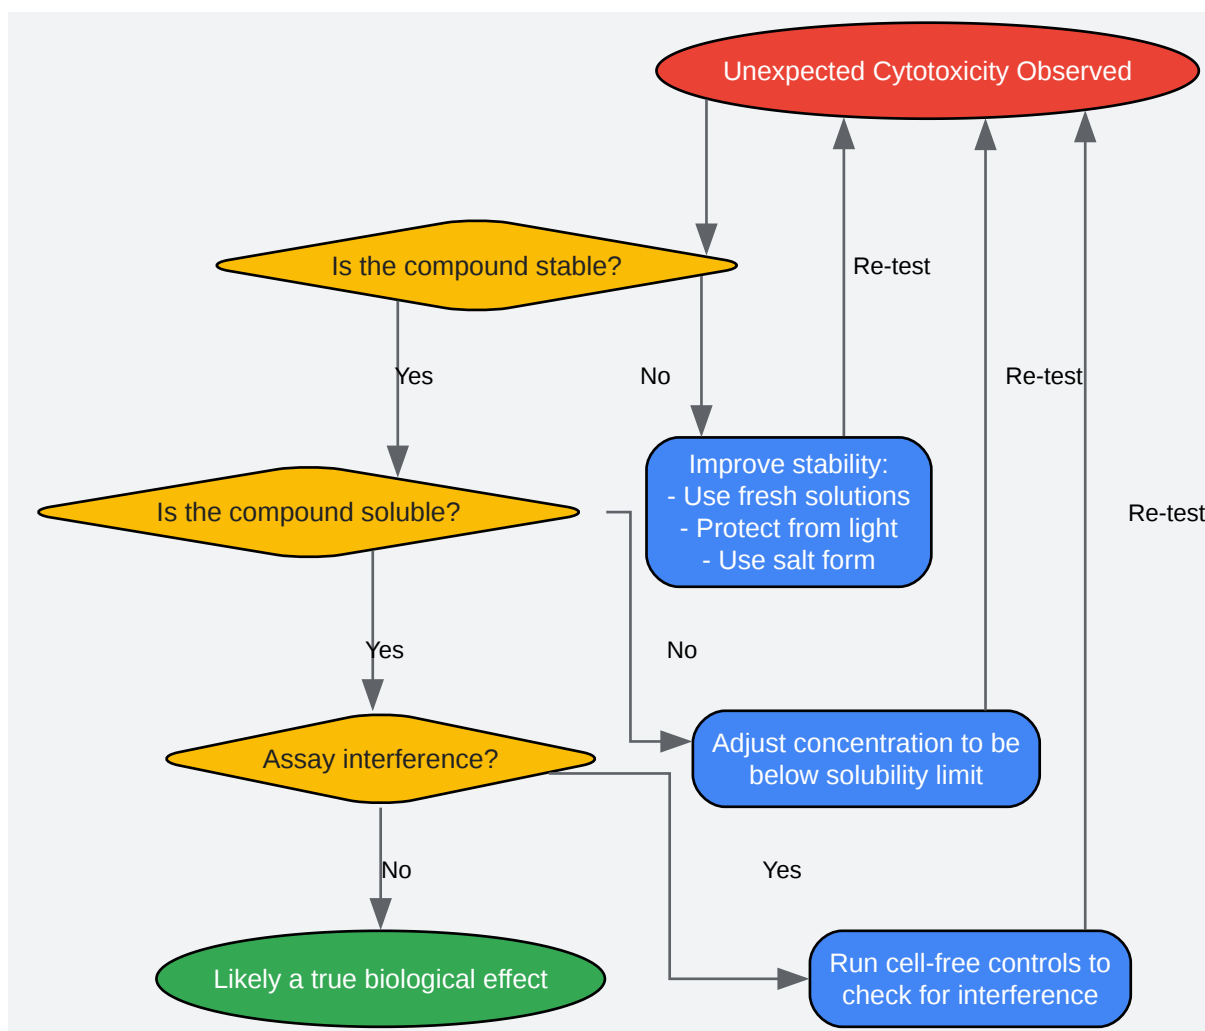 Unexpected Cytotoxicity Observed
Is the compound stable?
Re-test
Yes
No
Re-test
Improve stability:
- Use fresh solutions
- Protect from light
- Use salt form
Is the compound soluble?
Re-test
Yes
No
Assay interference?
Adjust concentration to be
below solubility limit
No
Yes
Likely a true biological effect
Run cell-free controls to
check for interference